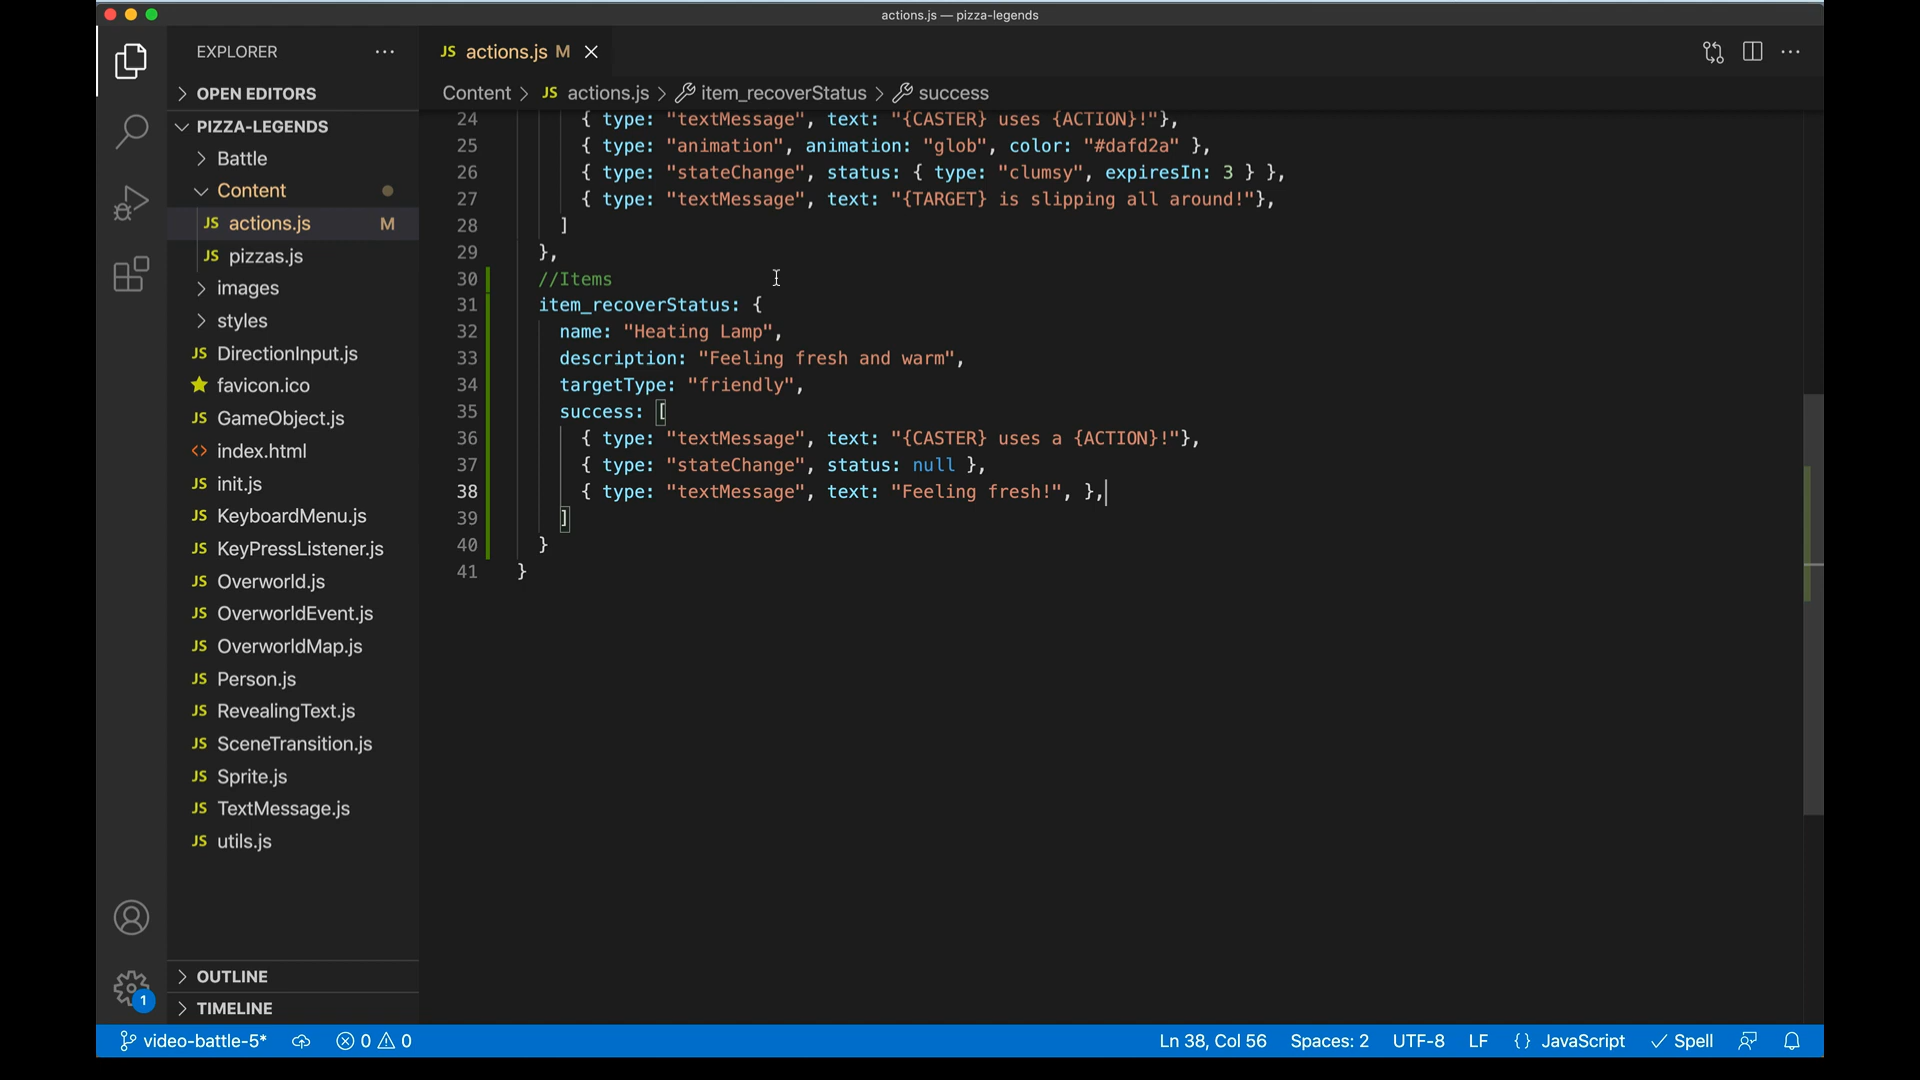 actions.js — pizza-legends
EXPLORER
OPEN EDITORS
PIZZA-LEGENDS
Battle
Content
JS actions.js M
JS pizzas.js
images
styles
JS DirectionInput.js
favicon.ico
JS GameObject.js
<> index.html
JS init.js
JS KeyboardMenu.js
JS KeyPressListener.js
JS Overworld.js
JS OverworldEvent.js
JS OverworldMap.js
JS Person.js
JS RevealingText.js
JS SceneTransition.js
JS Sprite.js
JS TextMessage.js
JS utils.js
OUTLINE
TIMELINE
1
JS actions.js M
Content > JS actions.js > item_recoverStatus > success
24 { type: "textMessage", text: "{CASTER} uses {ACTION}!"},
25 { type: "animation", animation: "glob", color: "#dafd2a" },
26 { type: "stateChange", status: { type: "clumsy", expiresIn: 3 } },
27 { type: "textMessage", text: "{TARGET} is slipping all around!"},
28 ]
29 },
30 //Items
31 item_recoverStatus: {
32 name: "Heating Lamp",
33 description: "Feeling fresh and warm",
34 targetType: "friendly",
35 success: [
36 { type: "textMessage", text: "{CASTER} uses a {ACTION}!"},
37 { type: "stateChange", status: null },
38 { type: "textMessage", text: "Feeling fresh!", },
39 ]
40 }
41 }
video-battle-5* 0 0 Ln 38, Col 56 Spaces: 2 UTF-8 LF {} JavaScript Spell